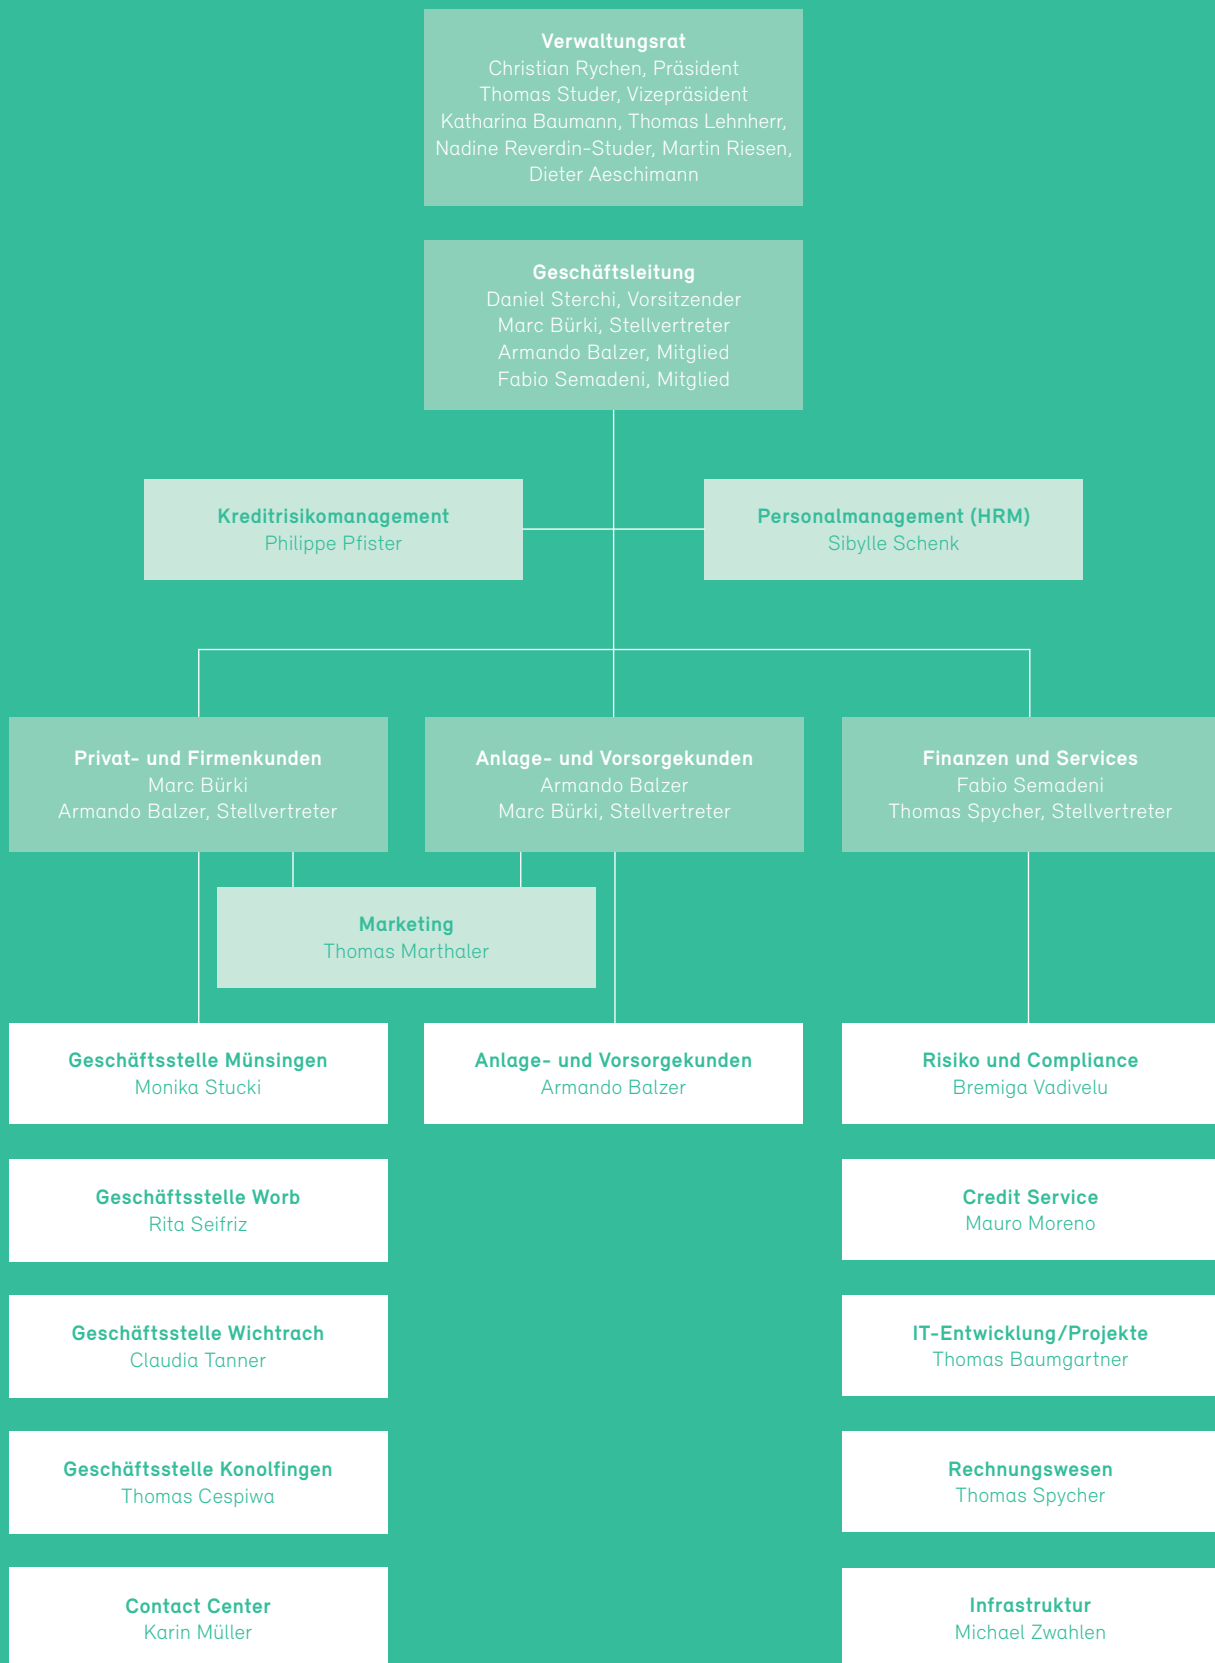 Verwaltungsrat
Christian Rychen, Präsident
Thomas Studer, Vizepräsident
Katharina Baumann, Thomas Lehnherr,
Nadine Reverdin-Studer, Martin Riesen,
Dieter Aeschimann
Geschäftsleitung
Daniel Sterchi, Vorsitzender
Marc Bürki, Stellvertreter
Armando Balzer, Mitglied
Fabio Semadeni, Mitglied
Kreditrisikomanagement
Philippe Pfister
Personalmanagement (HRM)
Sibylle Schenk
Privat- und Firmenkunden
Marc Bürki
Armando Balzer, Stellvertreter
Anlage- und Vorsorgekunden
Armando Balzer
Marc Bürki, Stellvertreter
Finanzen und Services
Fabio Semadeni
Thomas Spycher, Stellvertreter
Marketing
Thomas Marthaler
Geschäftsstelle Münsingen
Monika Stucki
Anlage- und Vorsorgekunden
Armando Balzer
Risiko und Compliance
Bremiga Vadivelu
Geschäftsstelle Worb
Rita Seifriz
Credit Service
Mauro Moreno
Geschäftsstelle Wichtrach
Claudia Tanner
IT-Entwicklung/Projekte
Thomas Baumgartner
Geschäftsstelle Konolfingen
Thomas Cespiwa
Rechnungswesen
Thomas Spycher
Contact Center
Karin Müller
Infrastruktur
Michael Zwahlen